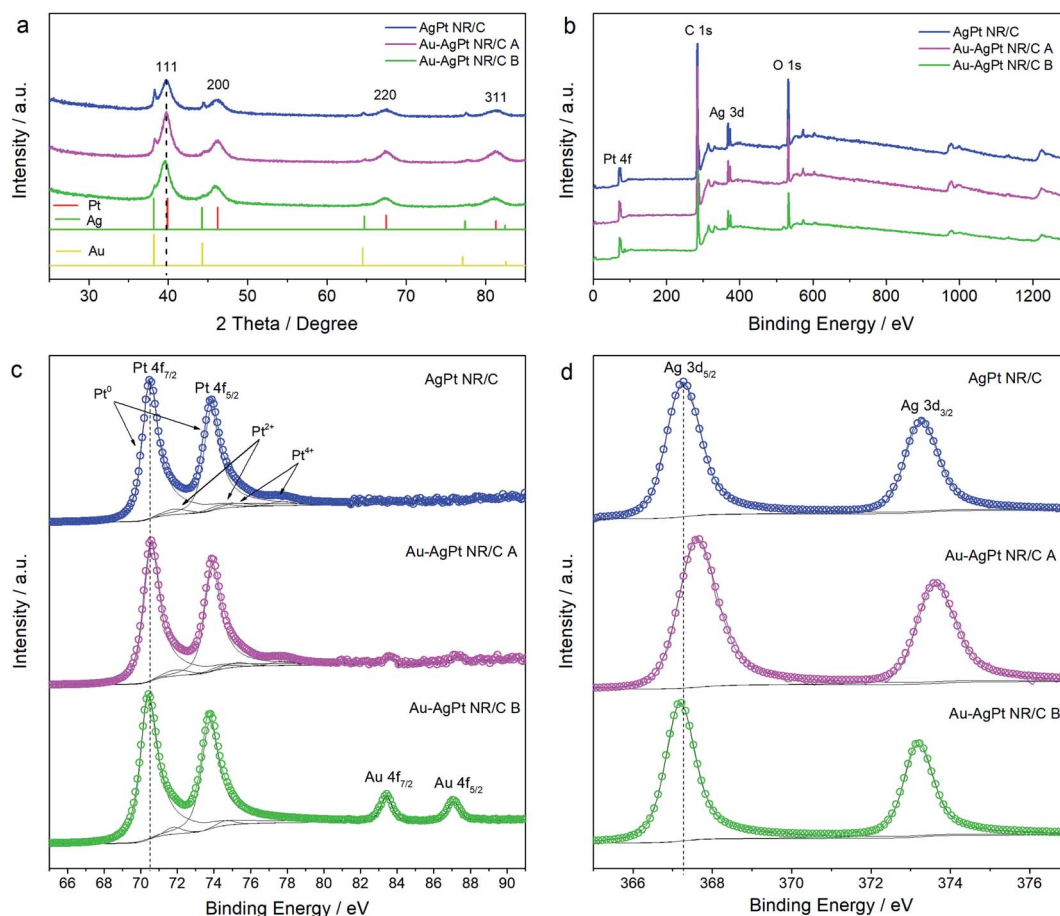 a
AgPt NR/C
Au-AgPt NR/C A
Au-AgPt NR/C B
111
200
220
311
Pt
Ag
Au
Intensity / a.u.
30 40 50 60 70 80
2 Theta / Degree
b
AgPt NR/C
Au-AgPt NR/C A
Au-AgPt NR/C B
C 1s
O 1s
Ag 3d
Pt 4f
Intensity / a.u.
0 200 400 600 800 1000 1200
Binding Energy / eV
c
Pt 4f7/2
Pt 4f5/2
AgPt NR/C
Pt0
Pt2+
Pt4+
Au-AgPt NR/C A
Au-AgPt NR/C B
Au 4f7/2
Au 4f5/2
Intensity / a.u.
66 68 70 72 74 76 78 80 82 84 86 88 90
Binding Energy / eV
d
Ag 3d5/2
AgPt NR/C
Ag 3d3/2
Au-AgPt NR/C A
Au-AgPt NR/C B
Intensity / a.u.
366 368 370 372 374 376
Binding Energy / eV